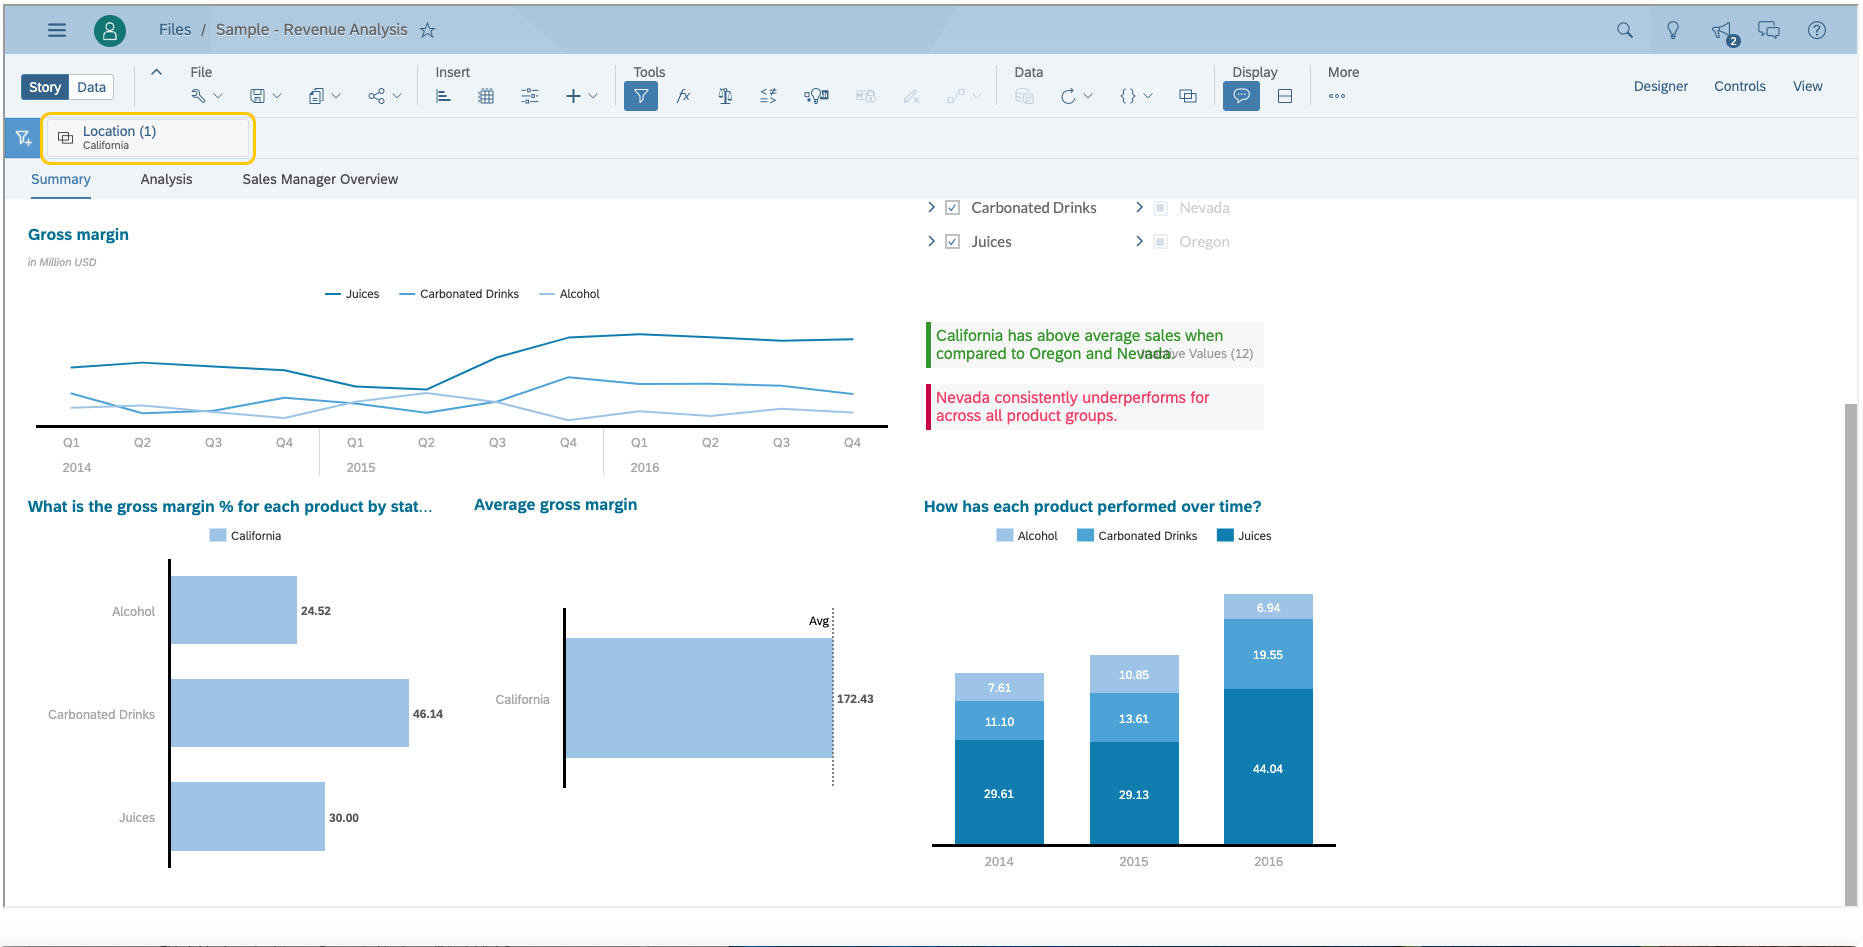 Files / Sample - Revenue Analysis
2
Story Data
File
Insert
Tools
Data
Display
More
Designer Controls View
Location (1)
California
Summary Analysis Sales Manager Overview
Carbonated Drinks
Nevada
Juices
Oregon
Gross margin
in Million USD
Juices Carbonated Drinks Alcohol
Q1 Q2 Q3 Q4 Q1 Q2 Q3 Q4 Q1 Q2 Q3 Q4
2014 2015 2016
California has above average sales when
compared to Oregon and Nevada.
Values (12)
Nevada consistently underperforms for
across all product groups.
What is the gross margin % for each product by stat...
California
Alcohol 24.52
Carbonated Drinks 46.14
Juices 30.00
Average gross margin
Avg
California 172.43
How has each product performed over time?
Alcohol Carbonated Drinks Juices
6.94
19.55
44.04
10.85
13.61
29.13
7.61
11.10
29.61
2014 2015 2016